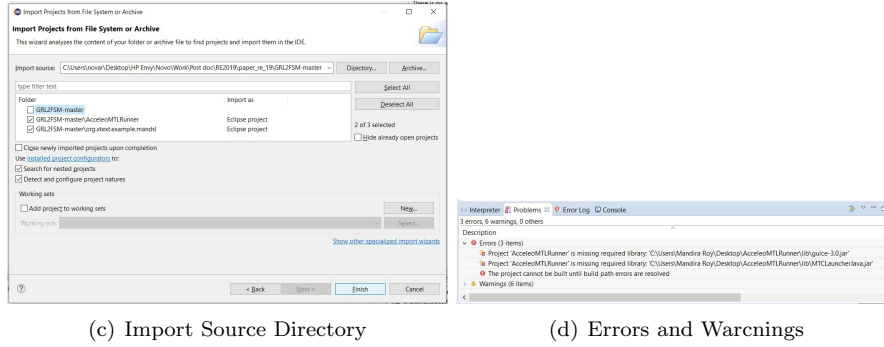 There is no
Import Projects from File System or Archive
Import Projects from File System or Archive
This wizard analyzes the content of your folder or archive file to find projects and import them in the IDE.
Import source: C:\Users\novar\Desktop\HP Envy\Novo\Work\Post doc\RE2019\paper_re_19\GRL2FSM-master Directory... Archive...
type filter text Select All
Folder Import as Deselect All
GRL2FSM-master
GRL2FSM-master\AcceleoMTLRunner Eclipse project
GRL2FSM-master\org.xtext.example.mandsl Eclipse project
2 of 3 selected
Hide already open projects
Close newly imported projects upon completion
Use installed project configurators to:
Search for nested projects
Detect and configure project natures
Working sets
Add project to working sets New...
Working sets: Select...
Show other specialized import wizards
< Back Next > Finish Cancel
(c) Import Source Directory
Interpreter Problems Error Log Console
3 errors, 6 warnings, 0 others
Description
Errors (3 items)
Project 'AcceleoMTLRunner' is missing required library: 'C:\Users\Mandira Roy\Desktop\AcceleoMTLRunner\lib\guice-3.0.jar'
Project 'AcceleoMTLRunner' is missing required library: 'C:\Users\Mandira Roy\Desktop\AcceleoMTLRunner\lib\MTCLauncherJava.jar'
The project cannot be built until build path errors are resolved
Warnings (6 items)
(d) Errors and Warcnings